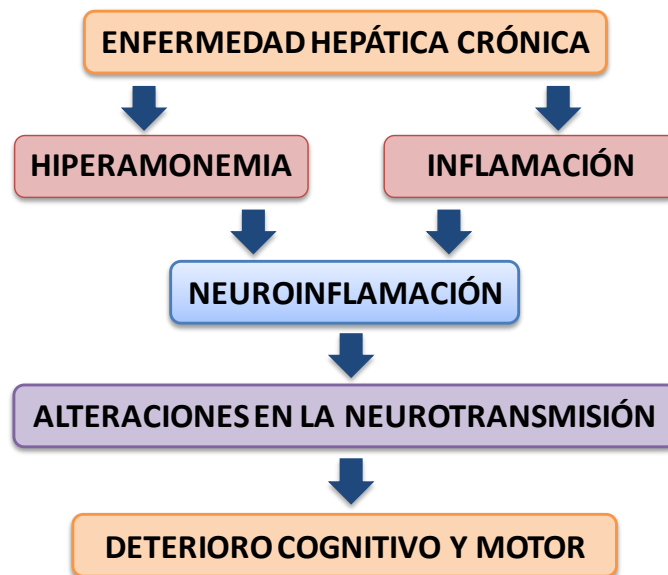 ENFERMEDAD HEPÁTICA CRÓNICA
HIPERAMONEMIA
INFLAMACIÓN
NEUROINFLAMACIÓN
ALTERACIONES EN LA NEUROTRANSMISIÓN
DETERIORO COGNITIVO Y MOTOR